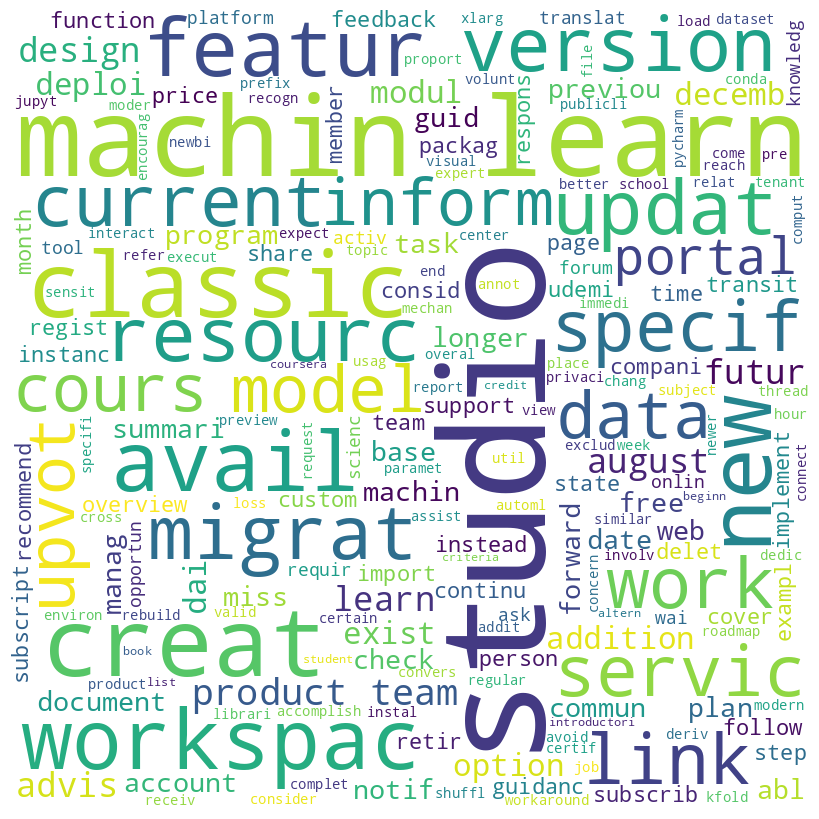 function platform feedback xlarg translat load dataset
design featur version knowledg
deploi prefix proport file volunt conda
jupyt moder price recogn member modul respons previou publicli decemb
machin learn
encourag newbi guid packag visual expert pycharm reach come pre
current inform better school relat tenant updat comput
month interact refer expect activ center page
tool program execut share topic task forum portal
classic sensit end consid mechan annot udemi immedi time transit
regist resourc longer specif
instanc coursera usag overal place compani futur
cours model report credit privaci chang subject thread
upvot specifi summari preview team support view data hour
studio new
avail request scienc base paramet util exclud week newer august connect
overview loss custom machin automl state onlin beginn
recommend cross assist similar free implement
migrat instead forward date web
subscript manag opportun criteria involv delet dedic
dai requir import continu concern work exampl
environ rebuild miss valid certain learn ask altern wai cover roadmap
creat exist addit addition
book student check convers person servic
product list product team regular commun plan modern
document librari accomplish instal introductori
workspac retir avoid certif deriv follow
option job link step
advis account complet notif guidanc abl
receiv consider shuffl workaround subscrib kfold